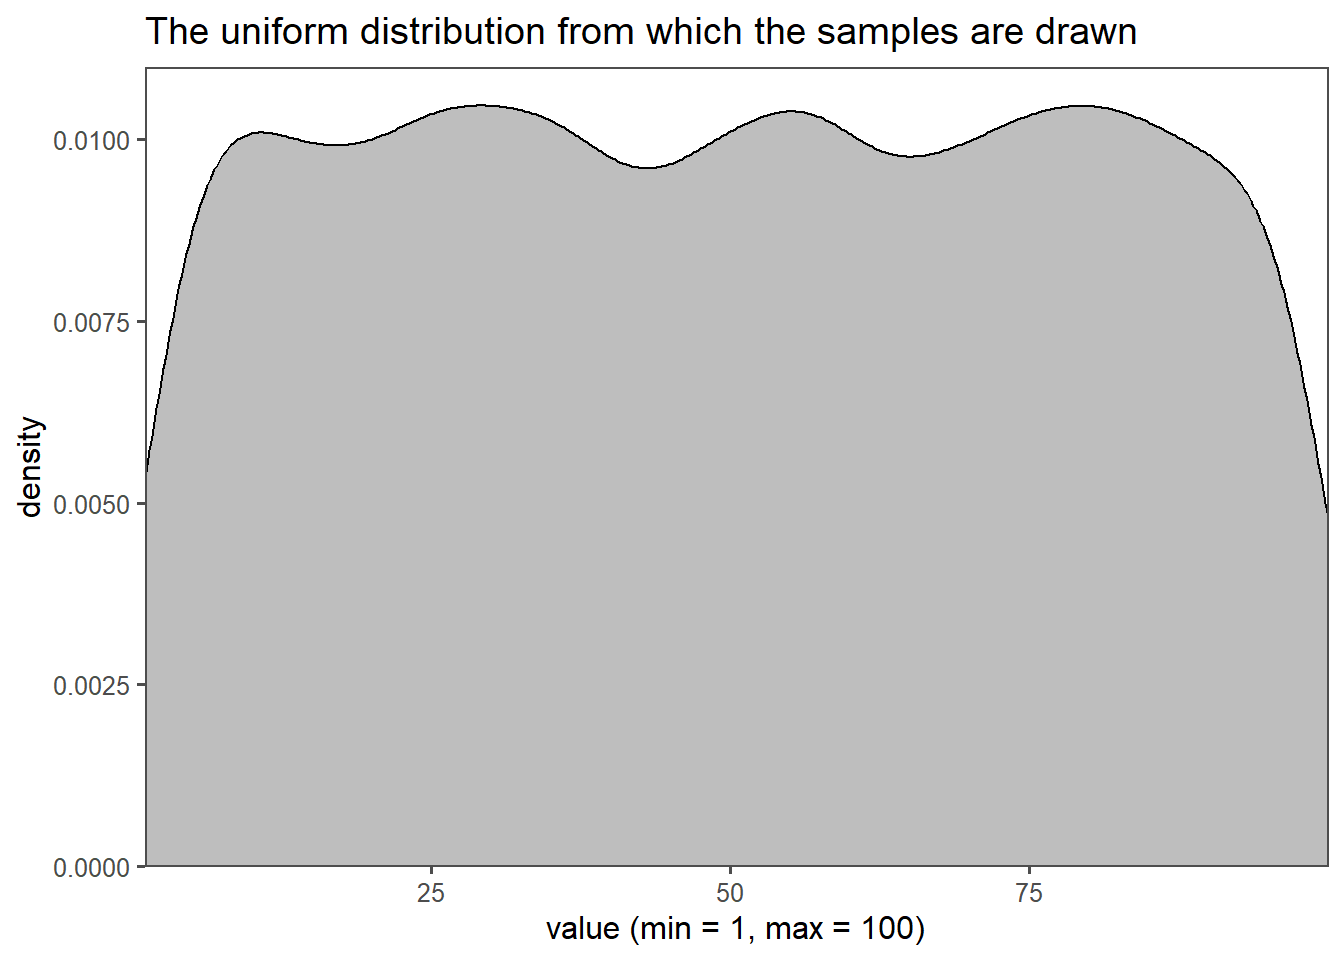 The uniform distribution from which the samples are drawn
0.0100
0.0075
0.0050
0.0025
0.0000
density
25 50 75
value (min = 1, max = 100)